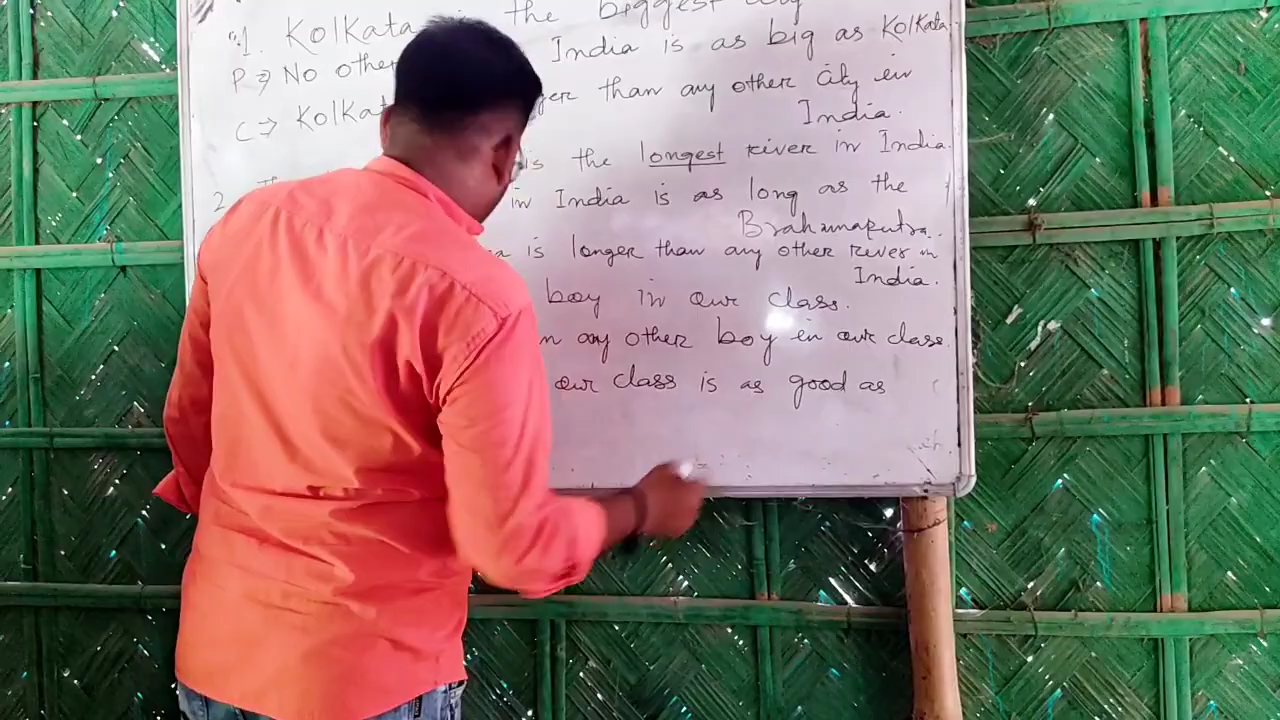 1. Kolkata is the biggest city
P ⇒ No other India is as big as Kolkata.
C ⇒ Kolkat ger than any other city in
India.
2. Th is the longest river in India.
in India is as long as the
Brahmaputra.
a is longer than any other river in
India.
boy in our class.
n any other boy in our class.
our class is as good as